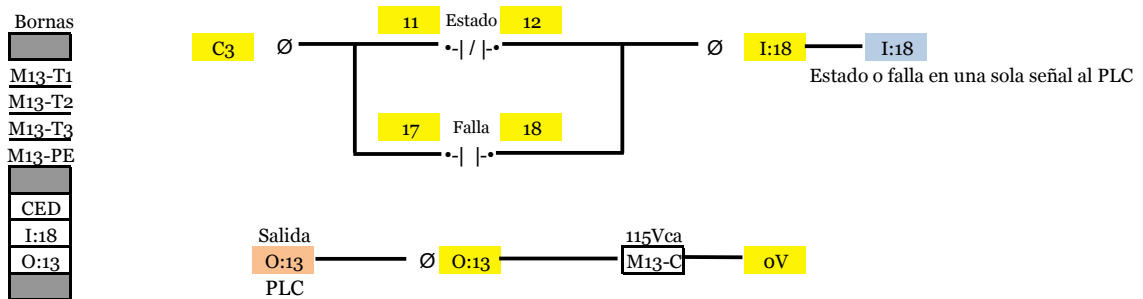 Bornas
M13-T1
M13-T2
M13-T3
M13-PE
CED
I:18
O:13
11 Estado 12
C3 Ø •-| / |-• Ø I:18 I:18
Estado o falla en una sola señal al PLC
17 Falla 18
•-| |-•
Salida 115Vca
O:13 Ø O:13 M13-C 0V
PLC